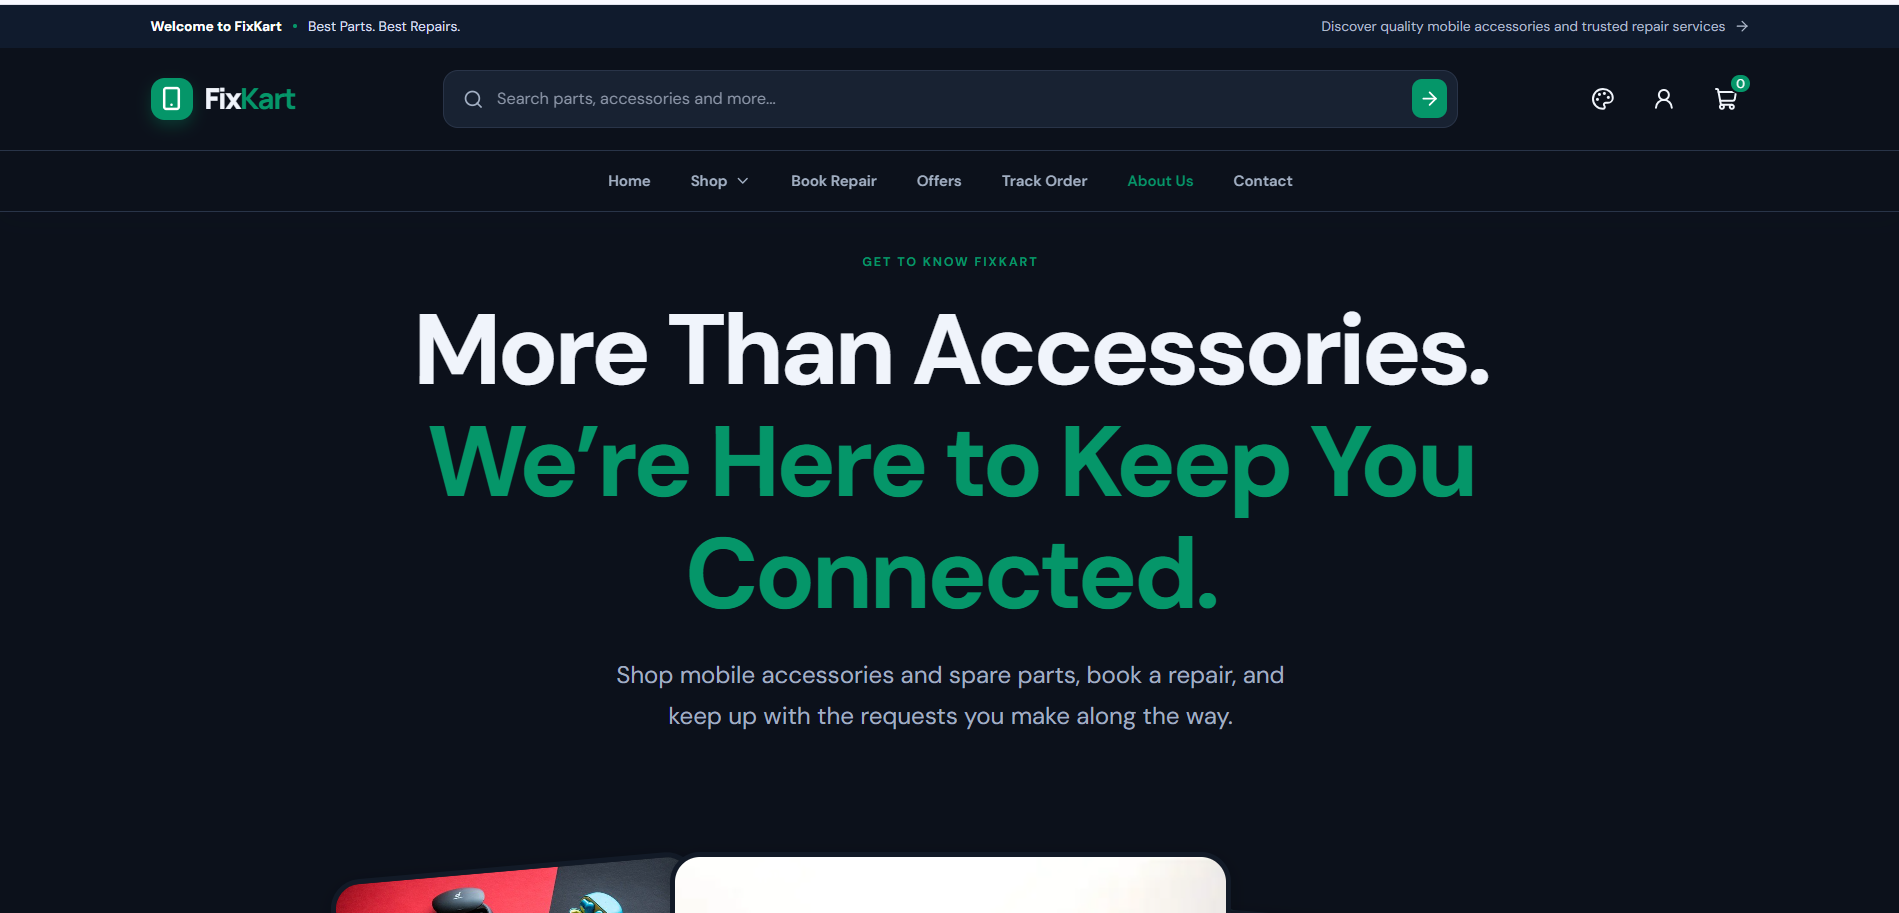 Welcome to FixKart • Best Parts. Best Repairs.
Discover quality mobile accessories and trusted repair services →
FixKart
Search parts, accessories and more...
0
Home
Shop
Book Repair
Offers
Track Order
About Us
Contact
GET TO KNOW FIXKART
More Than Accessories.
We’re Here to Keep You
Connected.
Shop mobile accessories and spare parts, book a repair, and
keep up with the requests you make along the way.